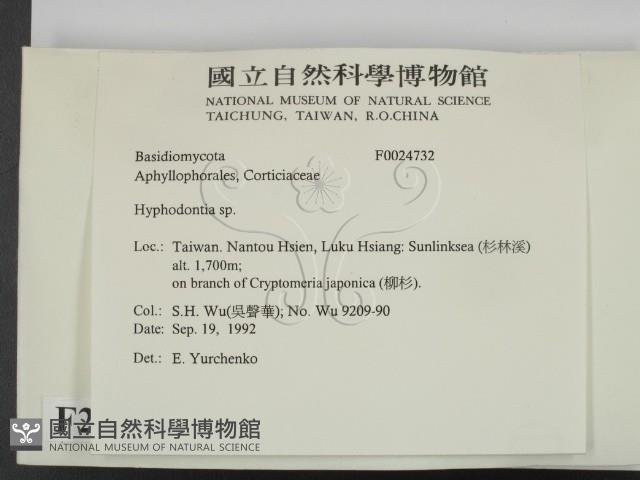 國立自然科學博物館
NATIONAL MUSEUM OF NATURAL SCIENCE
TAICHUNG, TAIWAN, R.O.CHINA
Basidiomycota F0024732
Aphyllophorales, Corticiaceae
Hyphodontia sp.
Loc.: Taiwan. Nantou Hsien, Luku Hsiang: Sunlinksea (杉林溪)
alt. 1,700m;
on branch of Cryptomeria japonica (柳杉).
Col.: S.H. Wu(吳聲華); No. Wu 9209-90
Date: Sep. 19, 1992
Det.: E. Yurchenko
F2
國立自然科學博物館
NATIONAL MUSEUM OF NATURAL SCIENCE